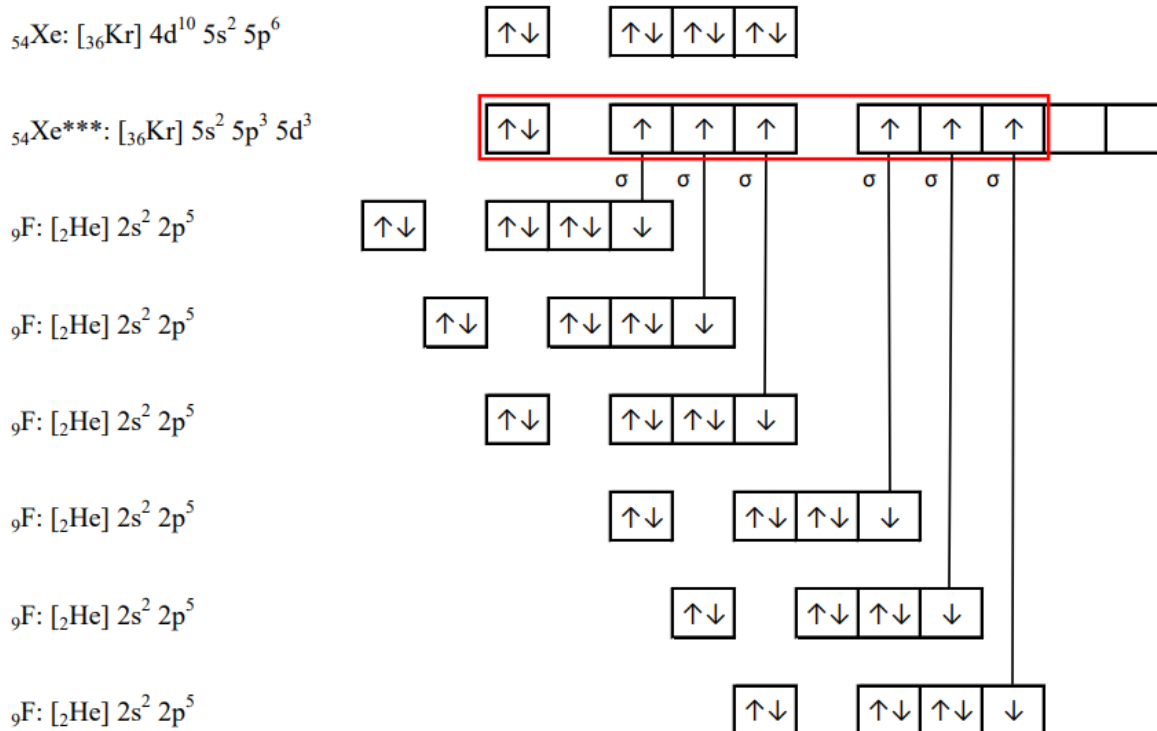 ₅₄Xe: [₃₆Kr] 4d¹⁰ 5s² 5p⁶ ↑↓ ↑↓ ↑↓ ↑↓
₅₄Xe***: [₃₆Kr] 5s² 5p³ 5d³ ↑↓ ↑ ↑ ↑ ↑ ↑ ↑
σ σ σ σ σ σ
₉F: [₂He] 2s² 2p⁵ ↑↓ ↑↓ ↑↓ ↓
₉F: [₂He] 2s² 2p⁵ ↑↓ ↑↓ ↑↓ ↓
₉F: [₂He] 2s² 2p⁵ ↑↓ ↑↓ ↑↓ ↓
₉F: [₂He] 2s² 2p⁵ ↑↓ ↑↓ ↑↓ ↓
₉F: [₂He] 2s² 2p⁵ ↑↓ ↑↓ ↑↓ ↓
₉F: [₂He] 2s² 2p⁵ ↑↓ ↑↓ ↑↓ ↓